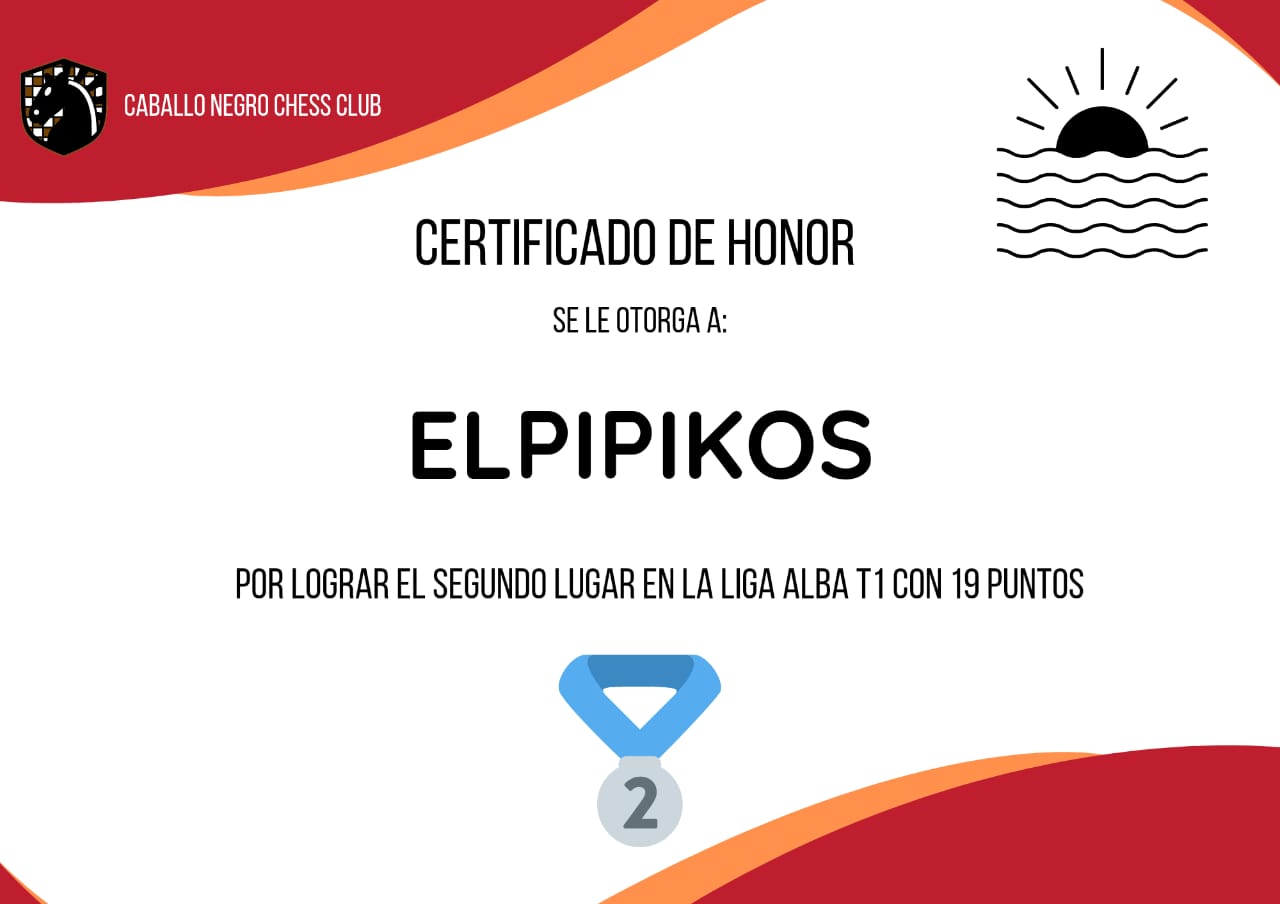 CABALLO NEGRO CHESS CLUB
CERTIFICADO DE HONOR
SE LE OTORGA A:
ELPIPIKOS
POR LOGRAR EL SEGUNDO LUGAR EN LA LIGA ALBA T1 CON 19 PUNTOS
2